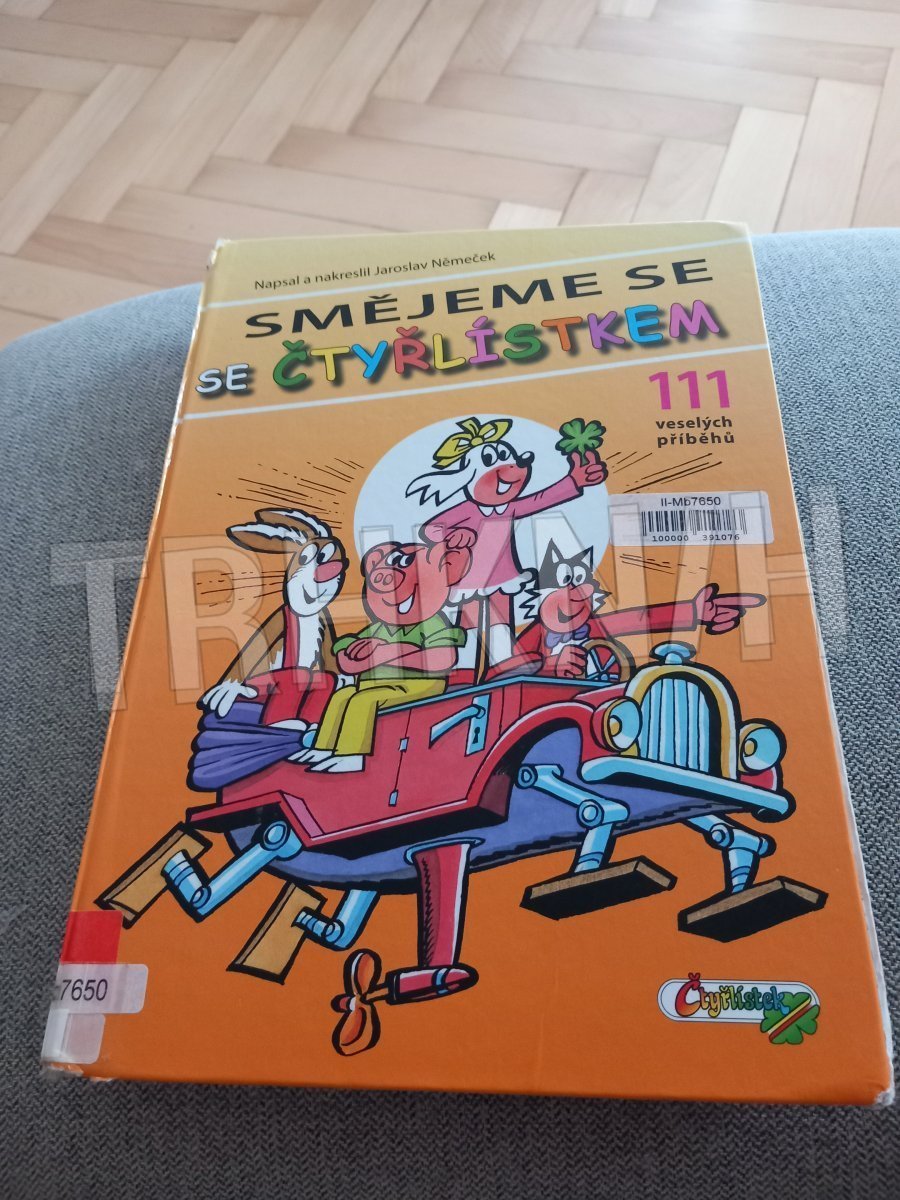 Napsal a nakreslil Jaroslav Němeček
SMĚJEME SE
SE ČTYŘLÍSTKEM
111
veselých
příběhů
II-Mb7650
100000 391076
7650
Čtyřlístek